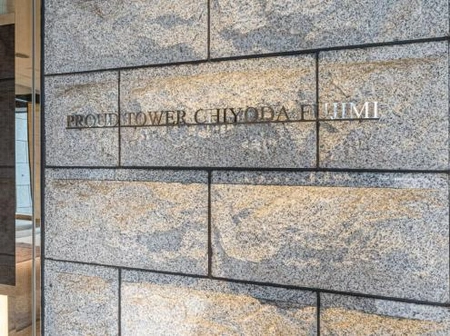 PROUD TOWER CHIYODA FUJIMI